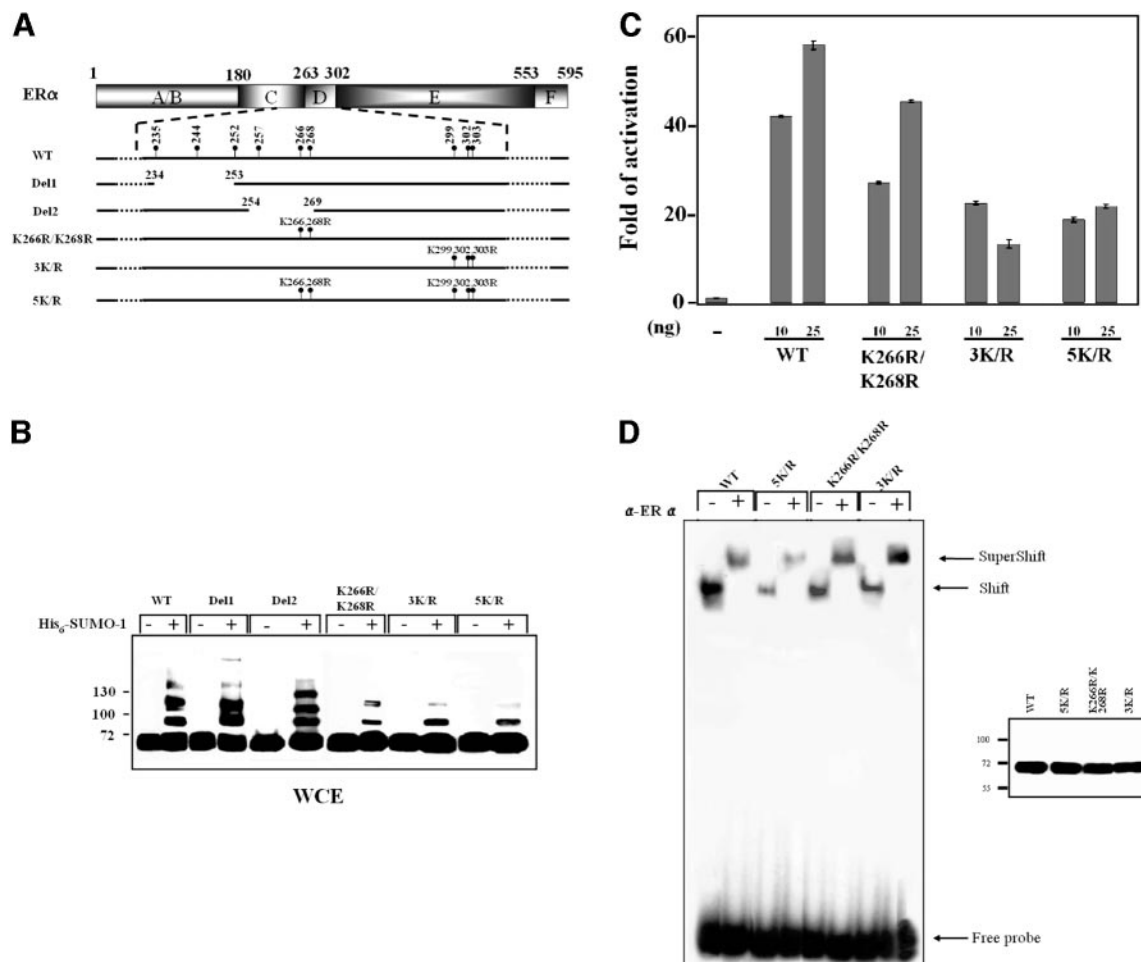 A
1 180 263 302 553 595
ERα A/B C D E F
235 244 252 257 266 268 299 302 303
WT
234 253
Del1
254 269
Del2
K266,268R
K266R/K268R
K299,302,303R
3K/R
K266,268R K299,302,303R
5K/R
B
WT Del1 Del2 K266R/ K268R 3K/R 5K/R
His6-SUMO-1 - + - + - + - + - + - +
130 -
100 -
72 -
WCE
C
Fold of activation
60
40
20
0
(ng) 10 25 10 25 10 25 10 25
– WT K266R/ K268R 3K/R 5K/R
D
WT 5K/R K266R/K268R 3K/R
α-ER α - + - + - + - +
SuperShift
Shift
Free probe
WT 5K/R K266R/K 268R 3K/R
100
72
55